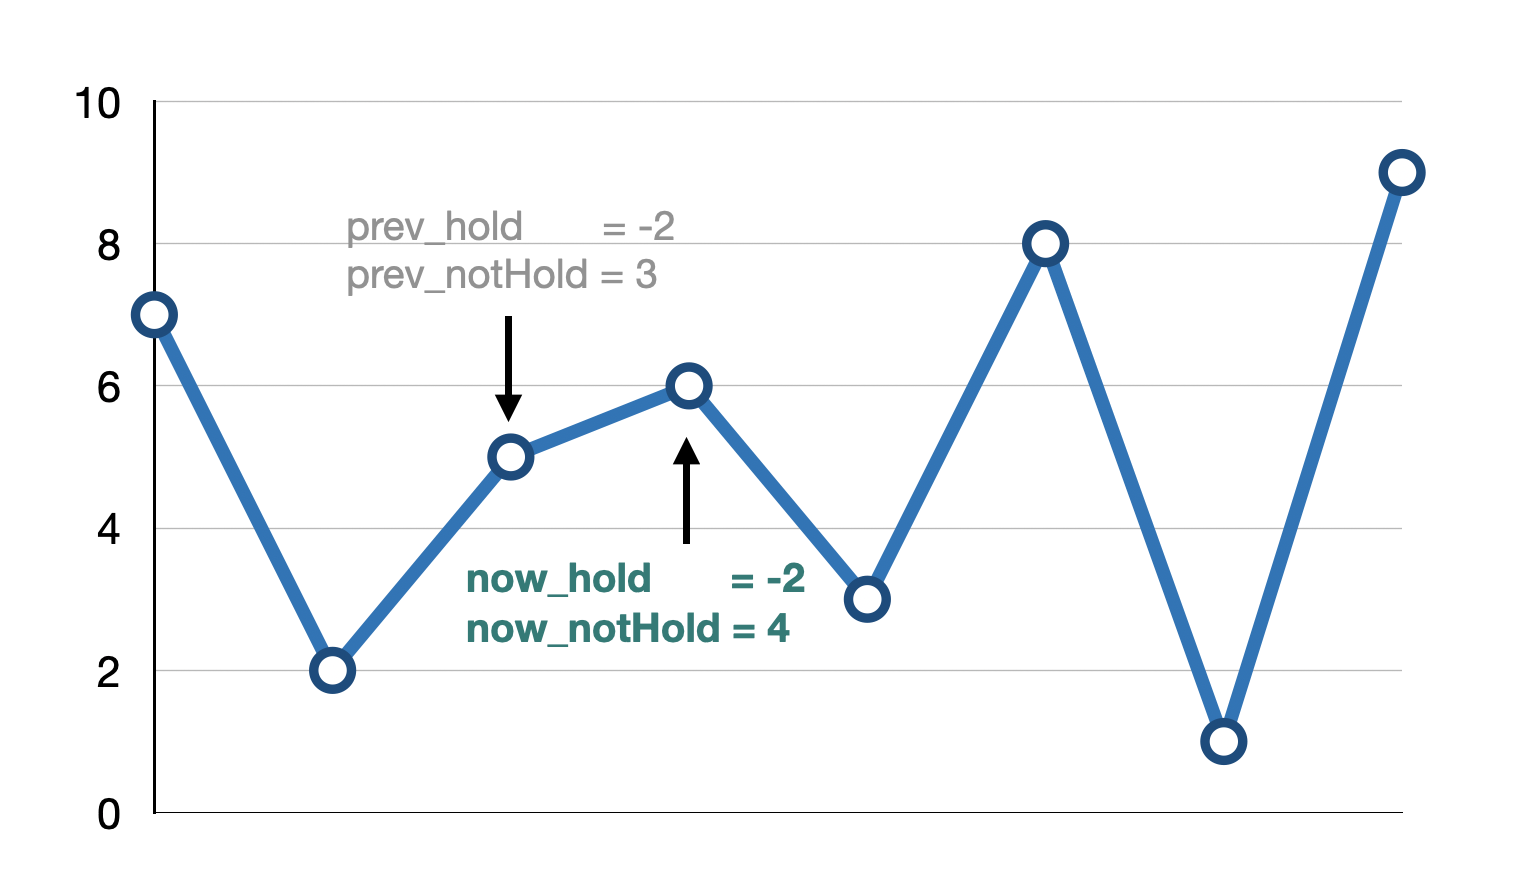 10
prev_hold = -2
8
prev_notHold = 3
6
4
now_hold = -2
now_notHold = 4
2
0